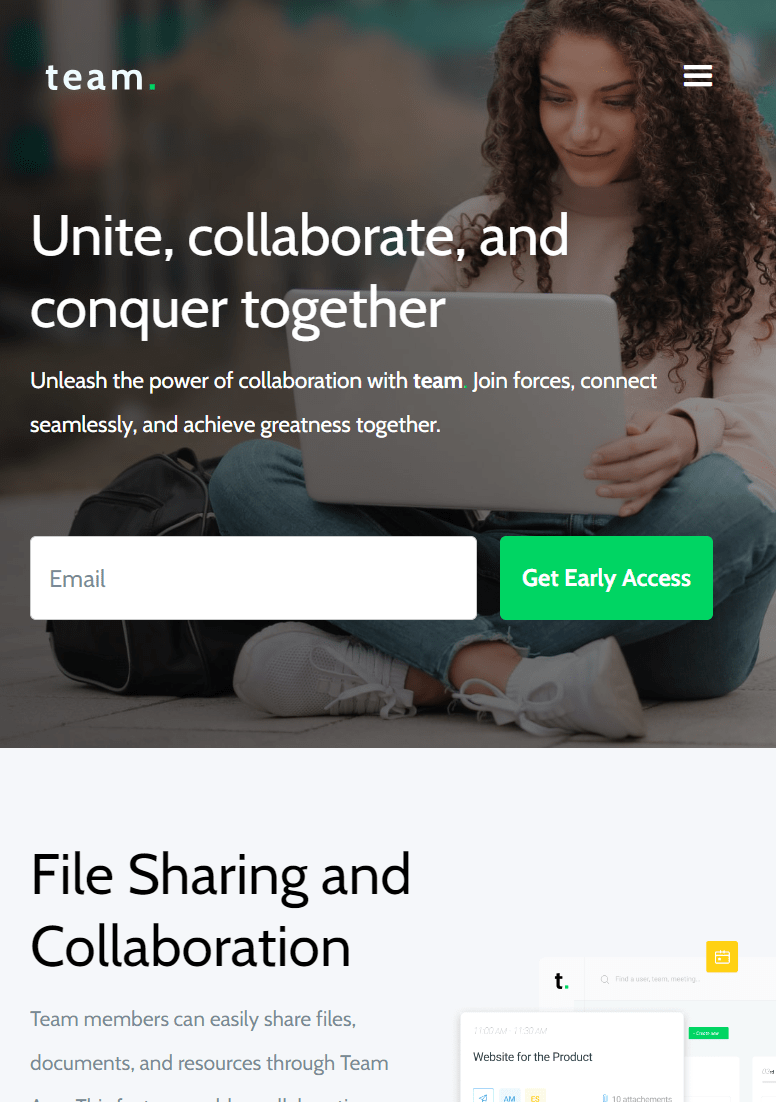 team.
Unite, collaborate, and
conquer together
Unleash the power of collaboration with team. Join forces, connect
seamlessly, and achieve greatness together.
Email
Get Early Access
File Sharing and
Collaboration
Team members can easily share files,
documents, and resources through Team
t.
Find a user, team, meeting...
11:00 AM - 11:30 AM
+ Create new
Website for the Product
AM
ES
10 attachements